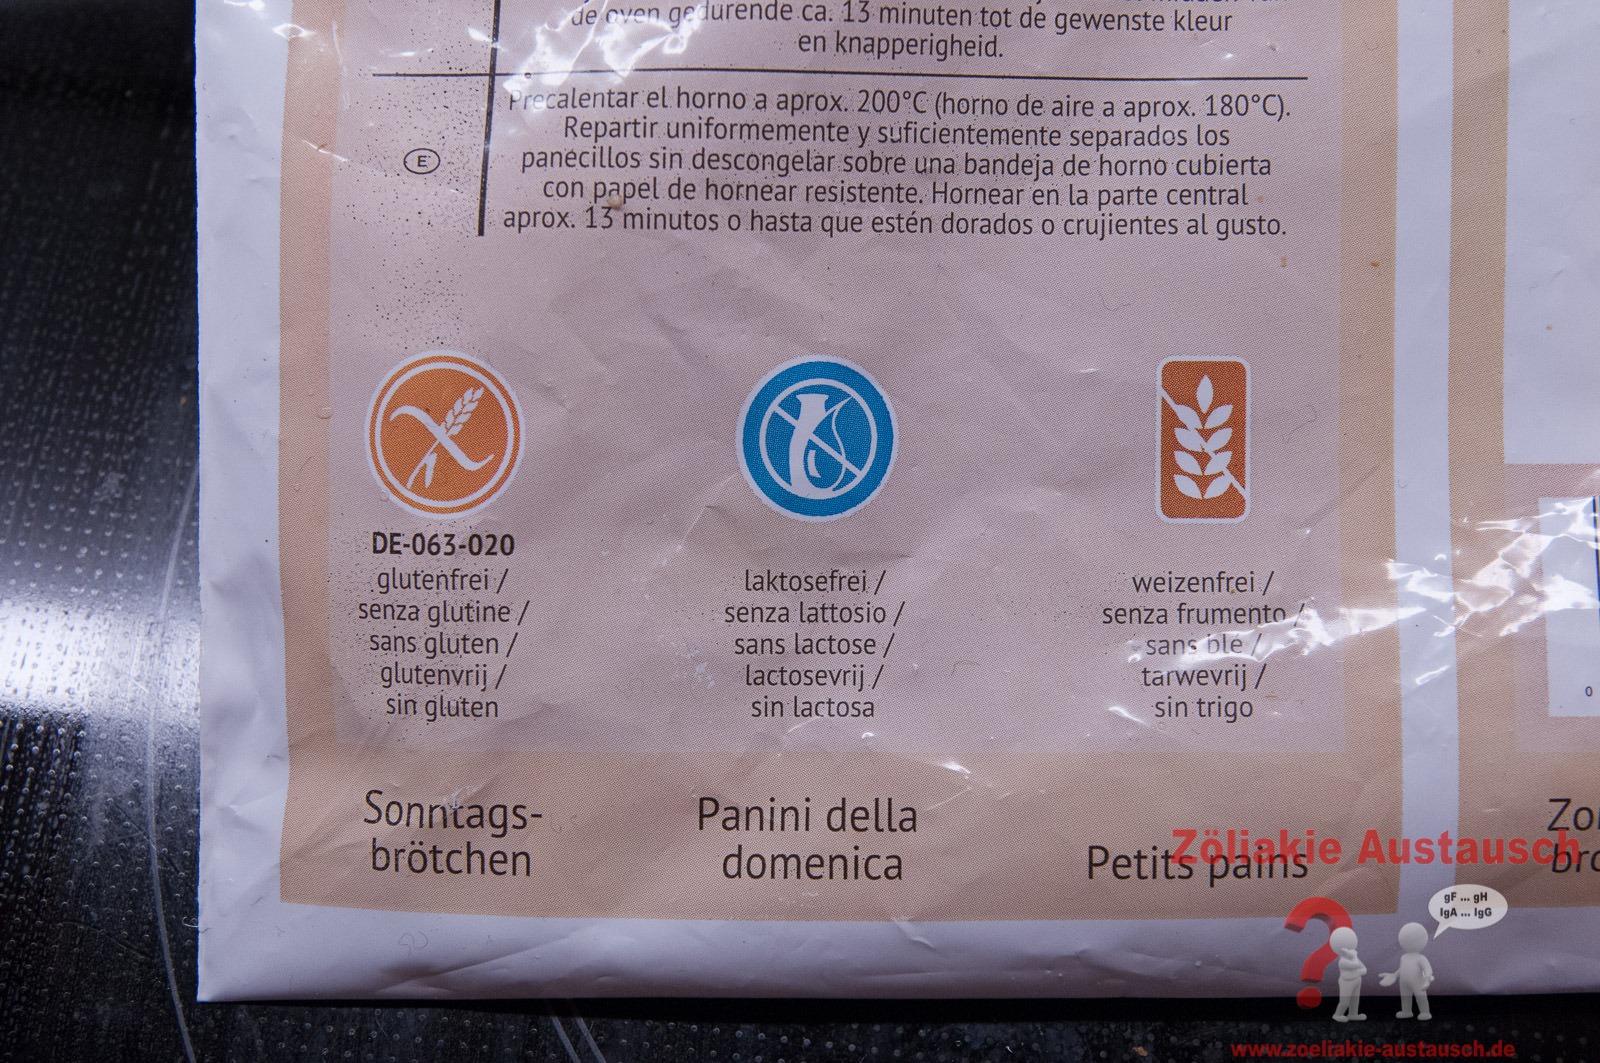 de oven gedurende ca. 13 minuten tot de gewenste kleur
en knapperigheid.
E
Precalentar el horno a aprox. 200°C (horno de aire a aprox. 180°C).
Repartir uniformemente y suficientemente separados los
panecillos sin descongelar sobre una bandeja de horno cubierta
con papel de hornear resistente. Hornear en la parte central
aprox. 13 minutos o hasta que estén dorados o crujientes al gusto.
DE-063-020
glutenfrei /
senza glutine /
sans gluten /
glutenvrij /
sin gluten
laktosefrei /
senza lattosio /
sans lactose /
lactosevrij /
sin lactosa
weizenfrei /
senza frumento /
sans blé /
tarwevrij /
sin trigo
Sonntags-
brötchen
Panini della
domenica
Petits pains
0
Zöliakie Austausch
gF ... gH
IgA ... IgG
www.zoeliakie-austausch.de